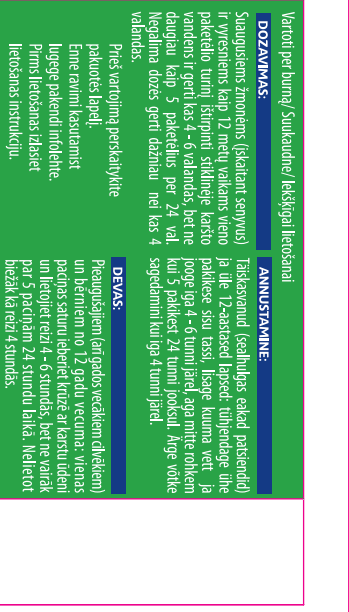 Vartoti per burną/ Suukaudne/ Iekšķīgai lietošanai
DOZAVIMAS:
Suaugusiems žmonėms (įskaitant senyvus)
ir vyresniems kaip 12 metų vaikams vieno
paketėlio turinį ištirpinti stiklinėje karšto
vandens ir gerti kas 4 - 6 valandas, bet ne
daugiau kaip 5 paketėlius per 24 val.
Negalima dozės gerti dažniau nei kas 4
valandas.
Prieš vartojimą perskaitykite
pakuotės lapelį.
Enne ravimi kasutamist
lugege pakendi infolehte.
Pirms lietošanas izlasiet
lietošanas instrukciju.
ANNUSTAMINE:
Täiskasvanud (sealhulgas eakad patsiendid)
ja üle 12-aastased lapsed: tühjendage ühe
pakikese sisu tassi, lisage kuuma vett ja
jooge iga 4 - 6 tunni järel, ega mitte rohkem
kui 5 pakikest 24 tunni jooksul. Ärge võtke
sagedamini kui iga 4 tunni järel.
DEVAS:
Pieaugušajiem (arī gados vecākiem cilvēkiem)
un bērniem no 12 gadu vecuma: vienas
paciņas saturu ieberiet krūzē ar karstu ūdeni
un lietojiet reizi 4 - 6 stundās, bet ne vairāk
par 5 paciņām 24 stundu laikā. Nelietot
biežāk kā reizi 4 stundās.